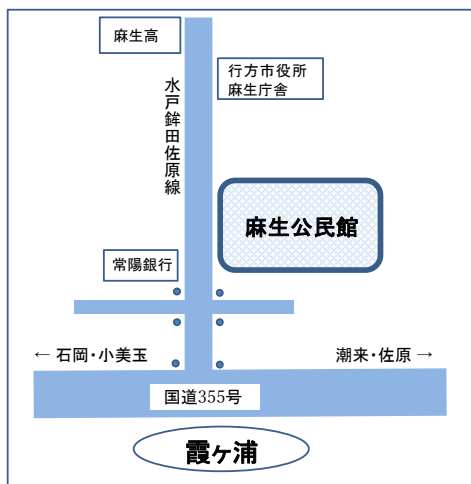 麻生高
行方市役所
麻生庁舎
水戸鉾田佐原線
麻生公民館
常陽銀行
← 石岡・小美玉
潮来・佐原 →
国道355号
霞ヶ浦